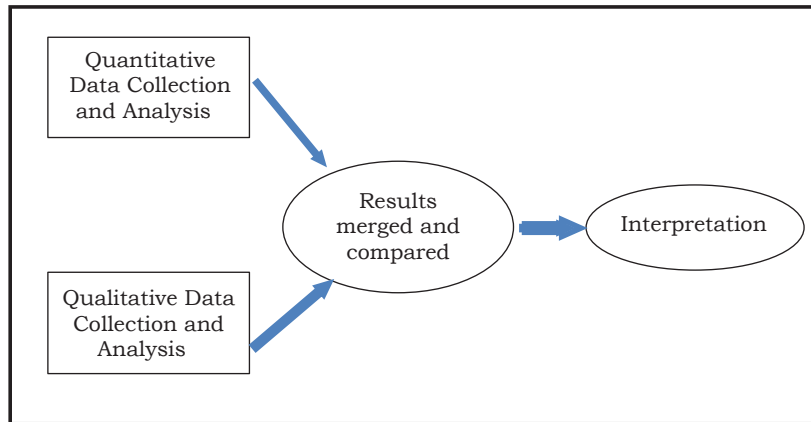 Quantitative
Data Collection
and Analysis
Results
merged and
compared
Interpretation
Qualitative Data
Collection and
Analysis